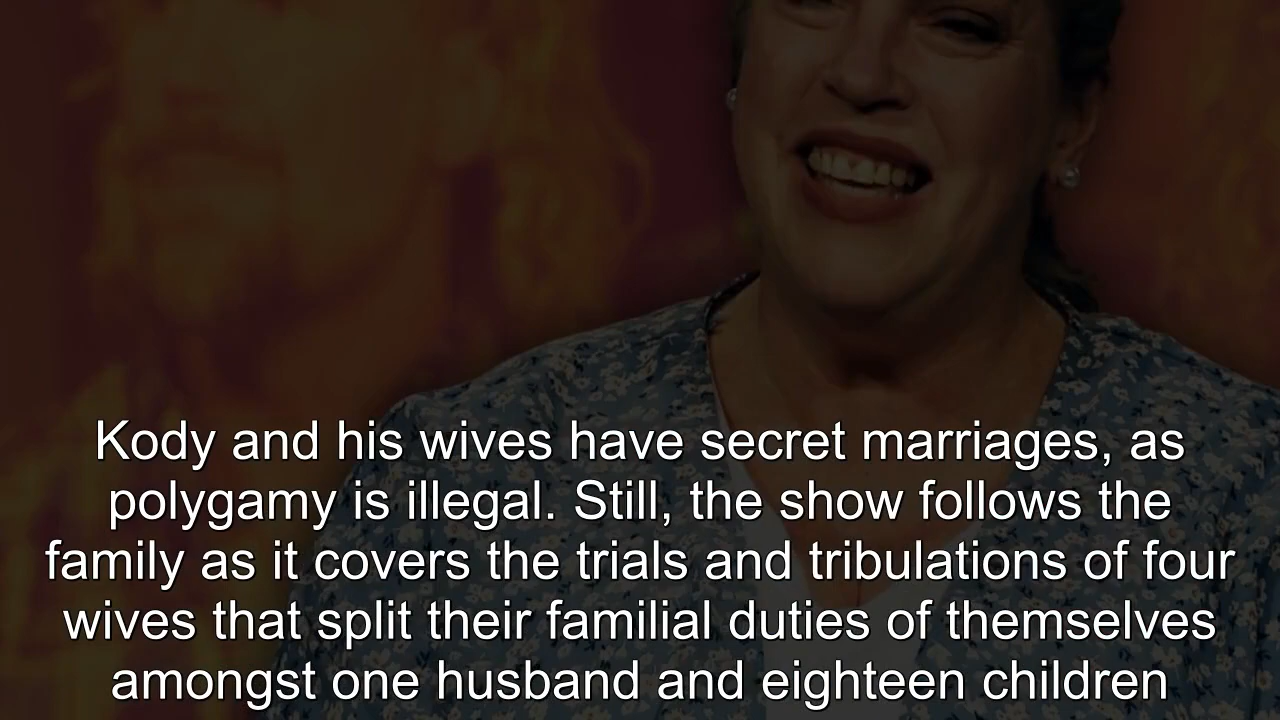 Kody and his wives have secret marriages, as
polygamy is illegal. Still, the show follows the
family as it covers the trials and tribulations of four
wives that split their familial duties of themselves
amongst one husband and eighteen children